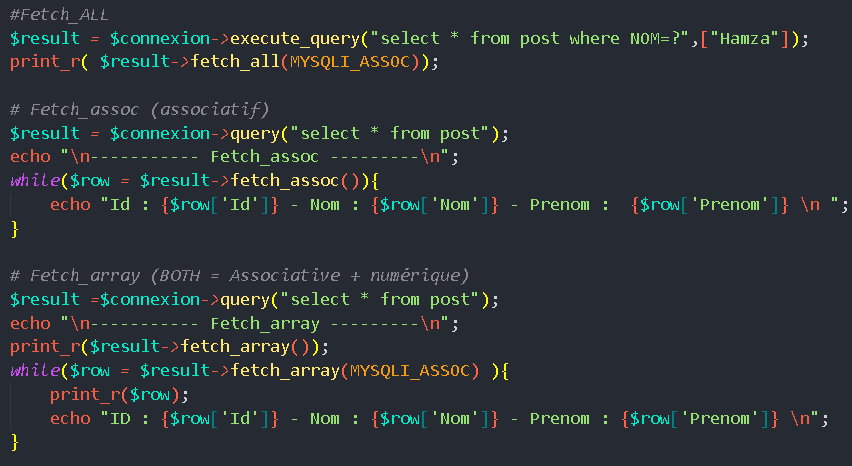 #Fetch_ALL
$result = $connexion->execute_query("select * from post where NOM=?",["Hamza"]);
print_r( $result->fetch_all(MYSQLI_ASSOC));
# Fetch_assoc (associatif)
$result = $connexion->query("select * from post");
echo "\n----------- Fetch_assoc ---------\n";
while($row = $result->fetch_assoc()){
    echo "Id : {$row['Id']} - Nom : {$row['Nom']} - Prenom :  {$row['Prenom']} \n ";
}
# Fetch_array (BOTH = Associative + numérique)
$result =$connexion->query("select * from post");
echo "\n----------- Fetch_array ---------\n";
print_r($result->fetch_array());
while($row = $result->fetch_array(MYSQLI_ASSOC) ){
    print_r($row);
    echo "ID : {$row['Id']} - Nom : {$row['Nom']} - Prenom : {$row['Prenom']} \n";
}